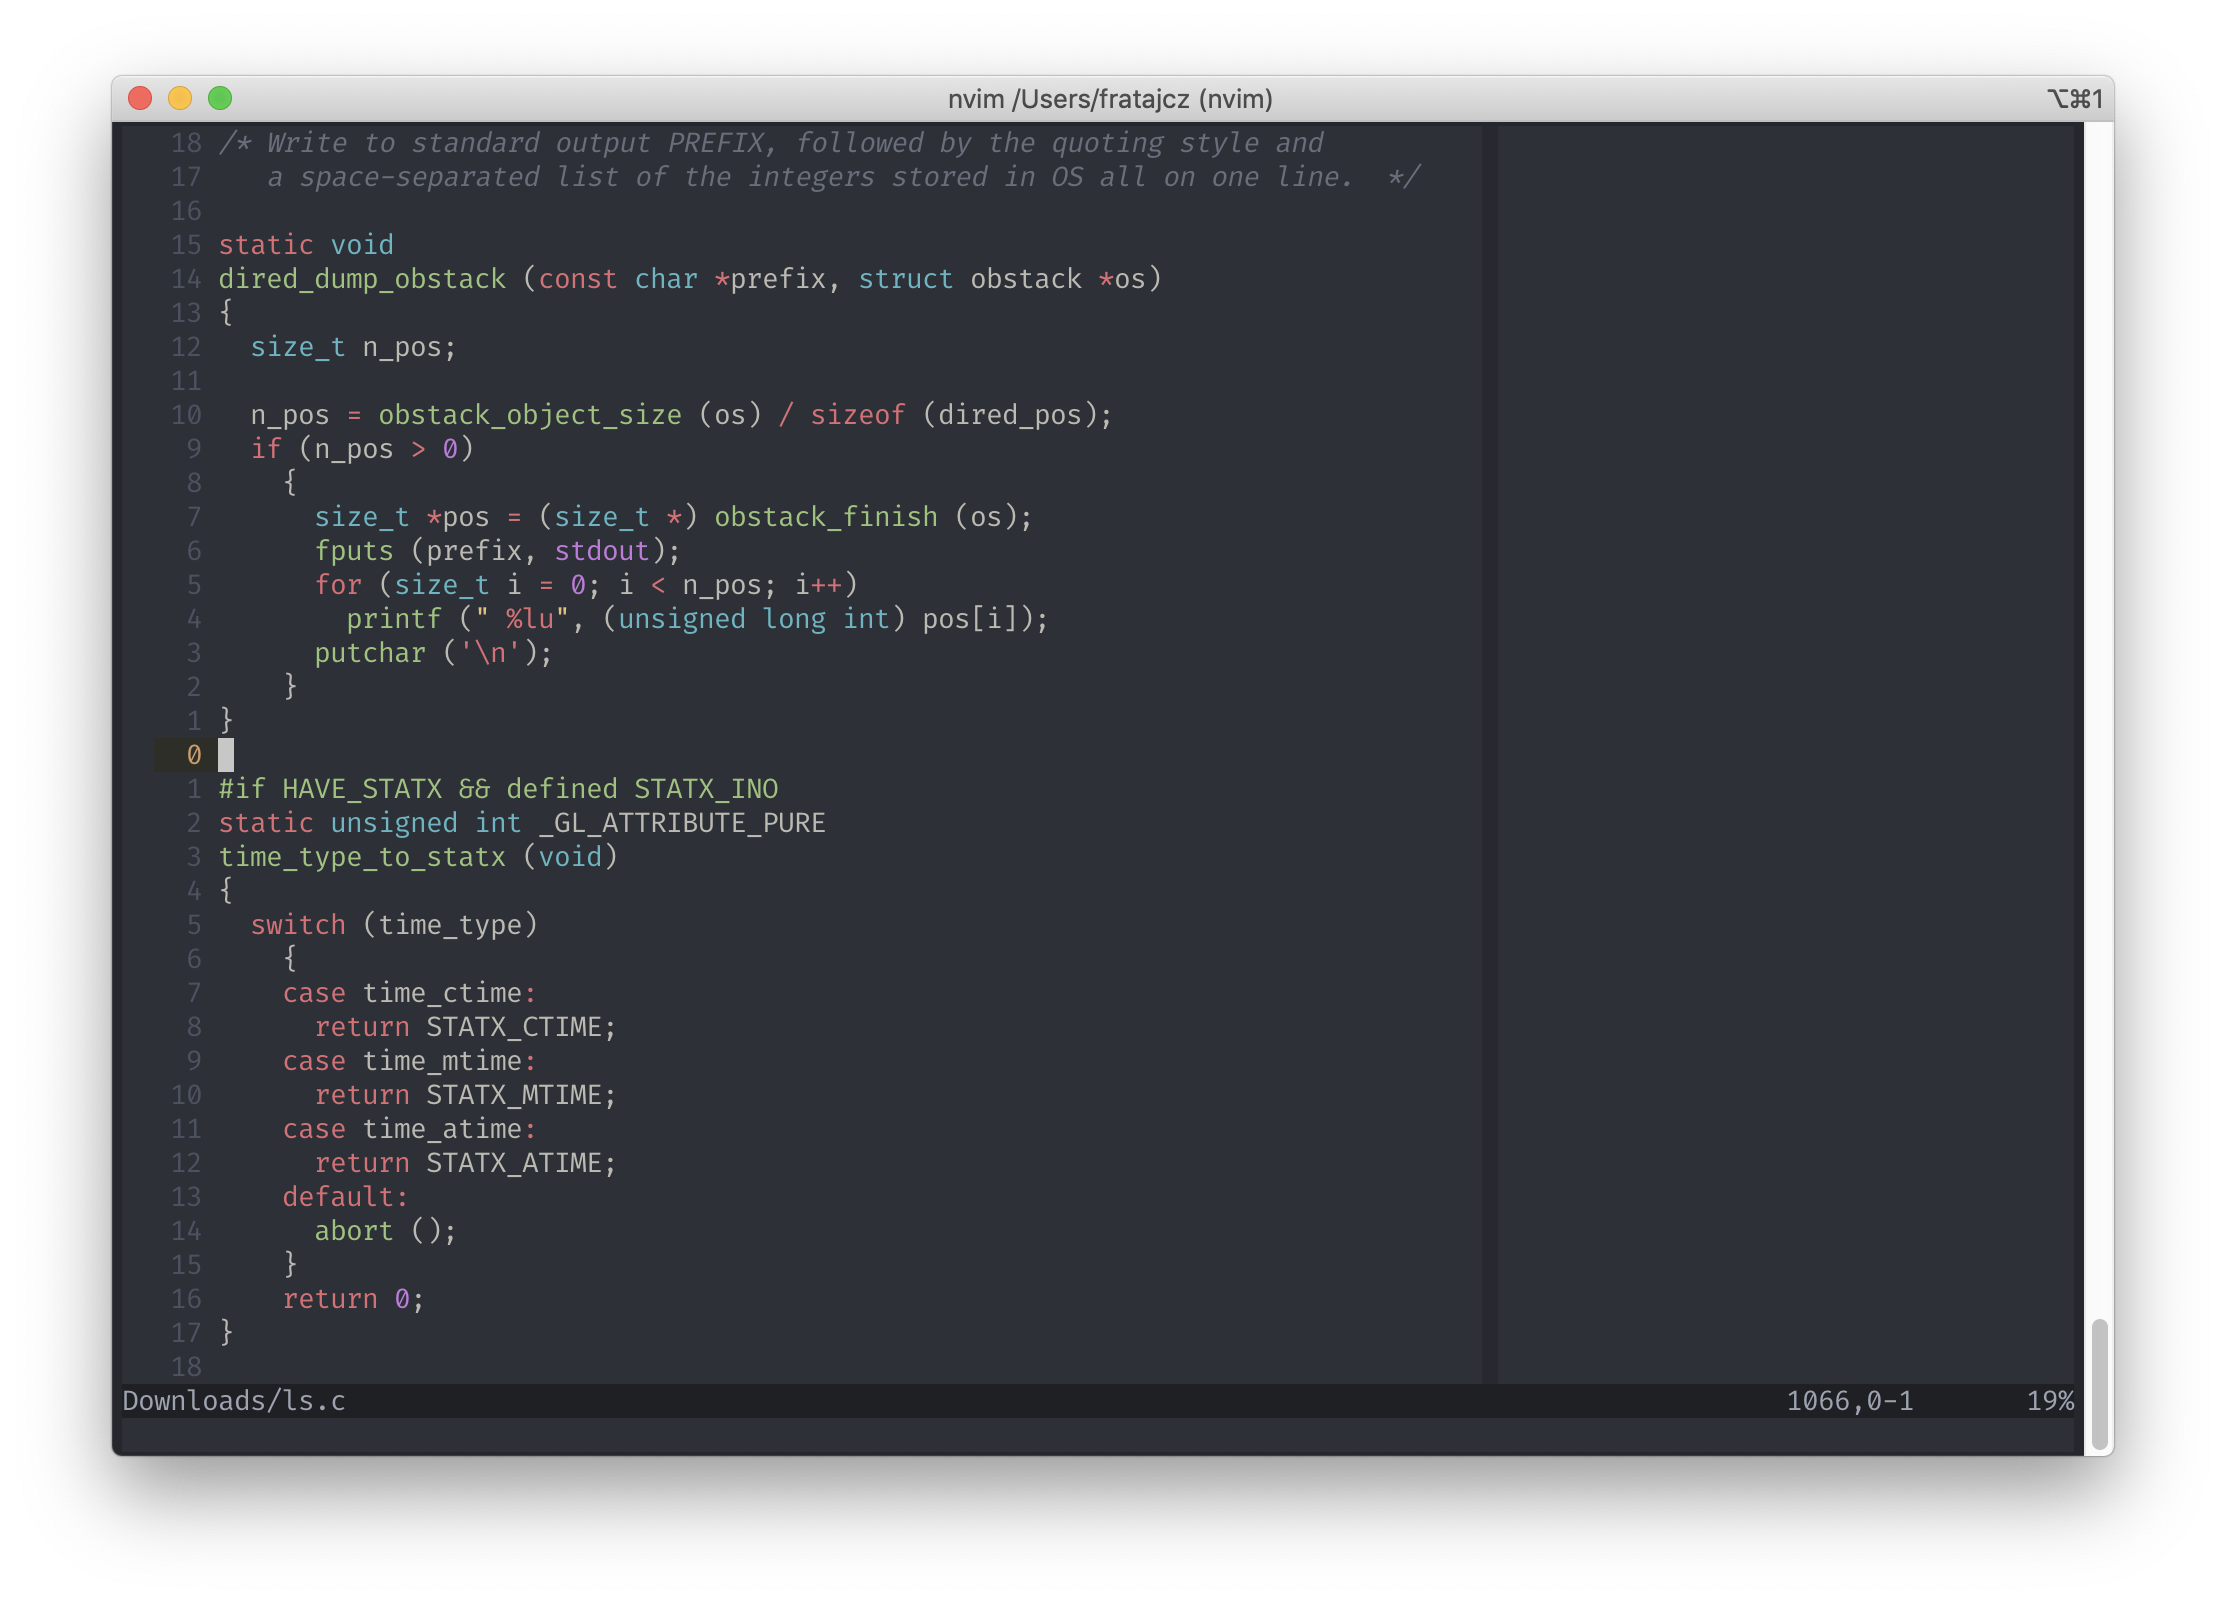 nvim /Users/fratajcz (nvim) ⌥⌘1
18 /* Write to standard output PREFIX, followed by the quoting style and
17    a space-separated list of the integers stored in OS all on one line.  */
16
15 static void
14 dired_dump_obstack (const char *prefix, struct obstack *os)
13 {
12   size_t n_pos;
11
10   n_pos = obstack_object_size (os) / sizeof (dired_pos);
9   if (n_pos > 0)
8     {
7       size_t *pos = (size_t *) obstack_finish (os);
6       fputs (prefix, stdout);
5       for (size_t i = 0; i < n_pos; i++)
4         printf (" %lu", (unsigned long int) pos[i]);
3       putchar ('\n');
2     }
1 }
0
1 #if HAVE_STATX && defined STATX_INO
2 static unsigned int _GL_ATTRIBUTE_PURE
3 time_type_to_statx (void)
4 {
5   switch (time_type)
6     {
7     case time_ctime:
8       return STATX_CTIME;
9     case time_mtime:
10       return STATX_MTIME;
11     case time_atime:
12       return STATX_ATIME;
13     default:
14       abort ();
15     }
16     return 0;
17 }
18
Downloads/ls.c 1066,0-1 19%